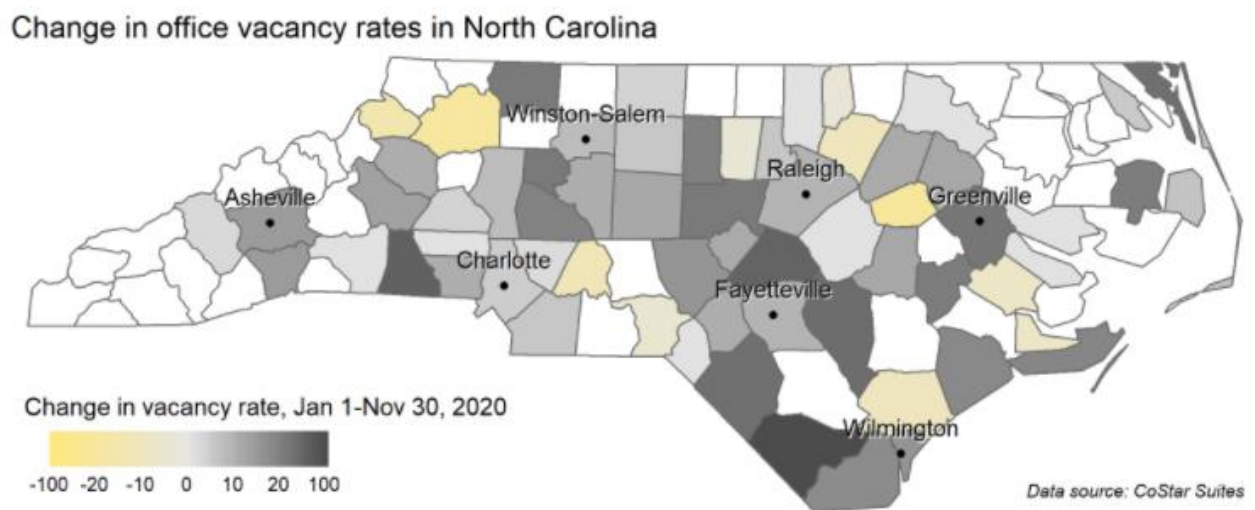 Change in office vacancy rates in North Carolina
Winston-Salem
Raleigh
Asheville
Greenville
Charlotte
Fayetteville
Change in vacancy rate, Jan 1-Nov 30, 2020
Wilmington
-100 -20 -10 0 10 20 100
Data source: CoStar Suites